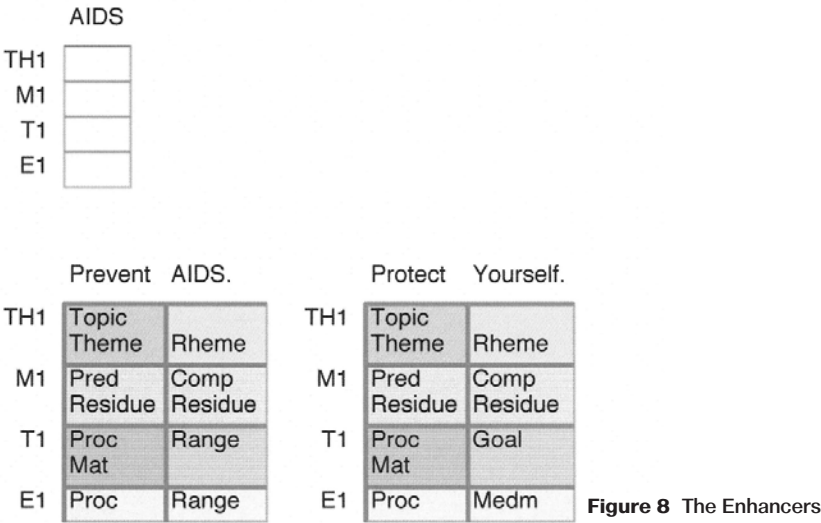 AIDS
TH1
M1
T1
E1
Prevent AIDS.
TH1 Topic Theme Rheme
M1 Pred Residue Comp Residue
T1 Proc Mat Range
E1 Proc Range
Protect Yourself.
TH1 Topic Theme Rheme
M1 Pred Residue Comp Residue
T1 Proc Mat Goal
E1 Proc Medm
Figure 8 The Enhancers